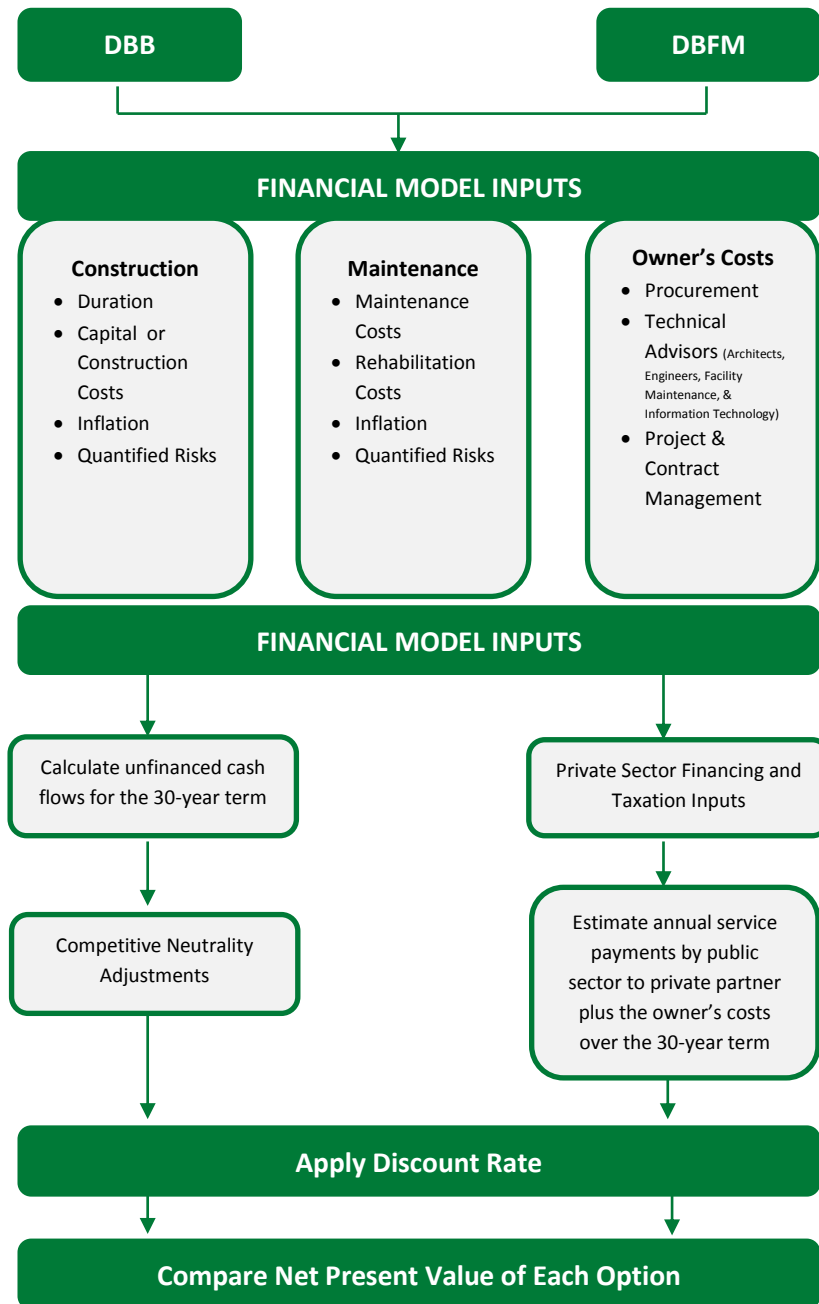 DBB
DBFM
FINANCIAL MODEL INPUTS
Construction
• Duration
• Capital or
Construction
Costs
• Inflation
• Quantified Risks
Maintenance
• Maintenance
Costs
• Rehabilitation
Costs
• Inflation
• Quantified Risks
Owner's Costs
• Procurement
• Technical
Advisors (Architects,
Engineers, Facility
Maintenance, &
Information Technology)
• Project &
Contract
Management
FINANCIAL MODEL INPUTS
Calculate unfinanced cash
flows for the 30-year term
Competitive Neutrality
Adjustments
Private Sector Financing and
Taxation Inputs
Estimate annual service
payments by public
sector to private partner
plus the owner's costs
over the 30-year term
Apply Discount Rate
Compare Net Present Value of Each Option